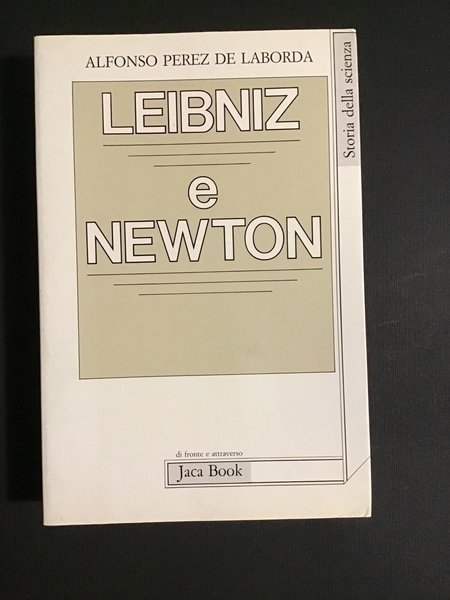 ALFONSO PEREZ DE LABORDA
LEIBNIZ
e
NEWTON
Storia della scienza
di fronte e attraverso
Jaca Book